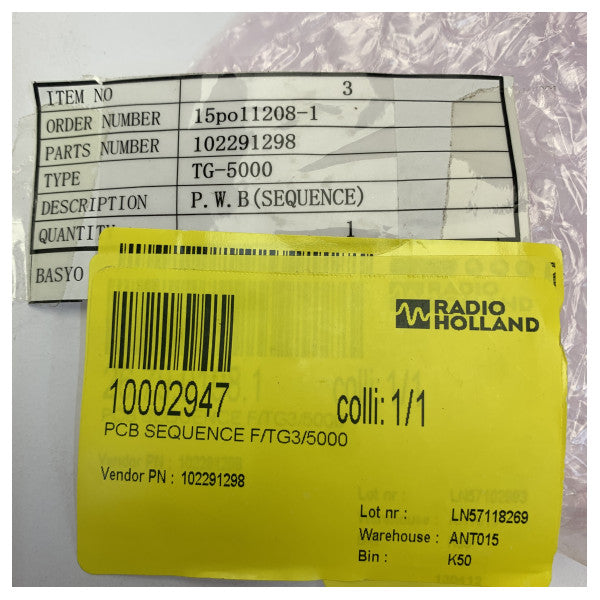 ITEM NO 3
ORDER NUMBER 15po11208-1
PARTS NUMBER 102291298
TYPE TG-5000
DESCRIPTION P.W.B(SEQUENCE)
QUANTITY 1
BASYO
RADIO
HOLLAND
10002947 colli: 1/1
PCB SEQUENCE F/TG3/5000
Vendor PN : 102291298
Lot nr : LN57118269
Warehouse : ANT015
Bin : K50